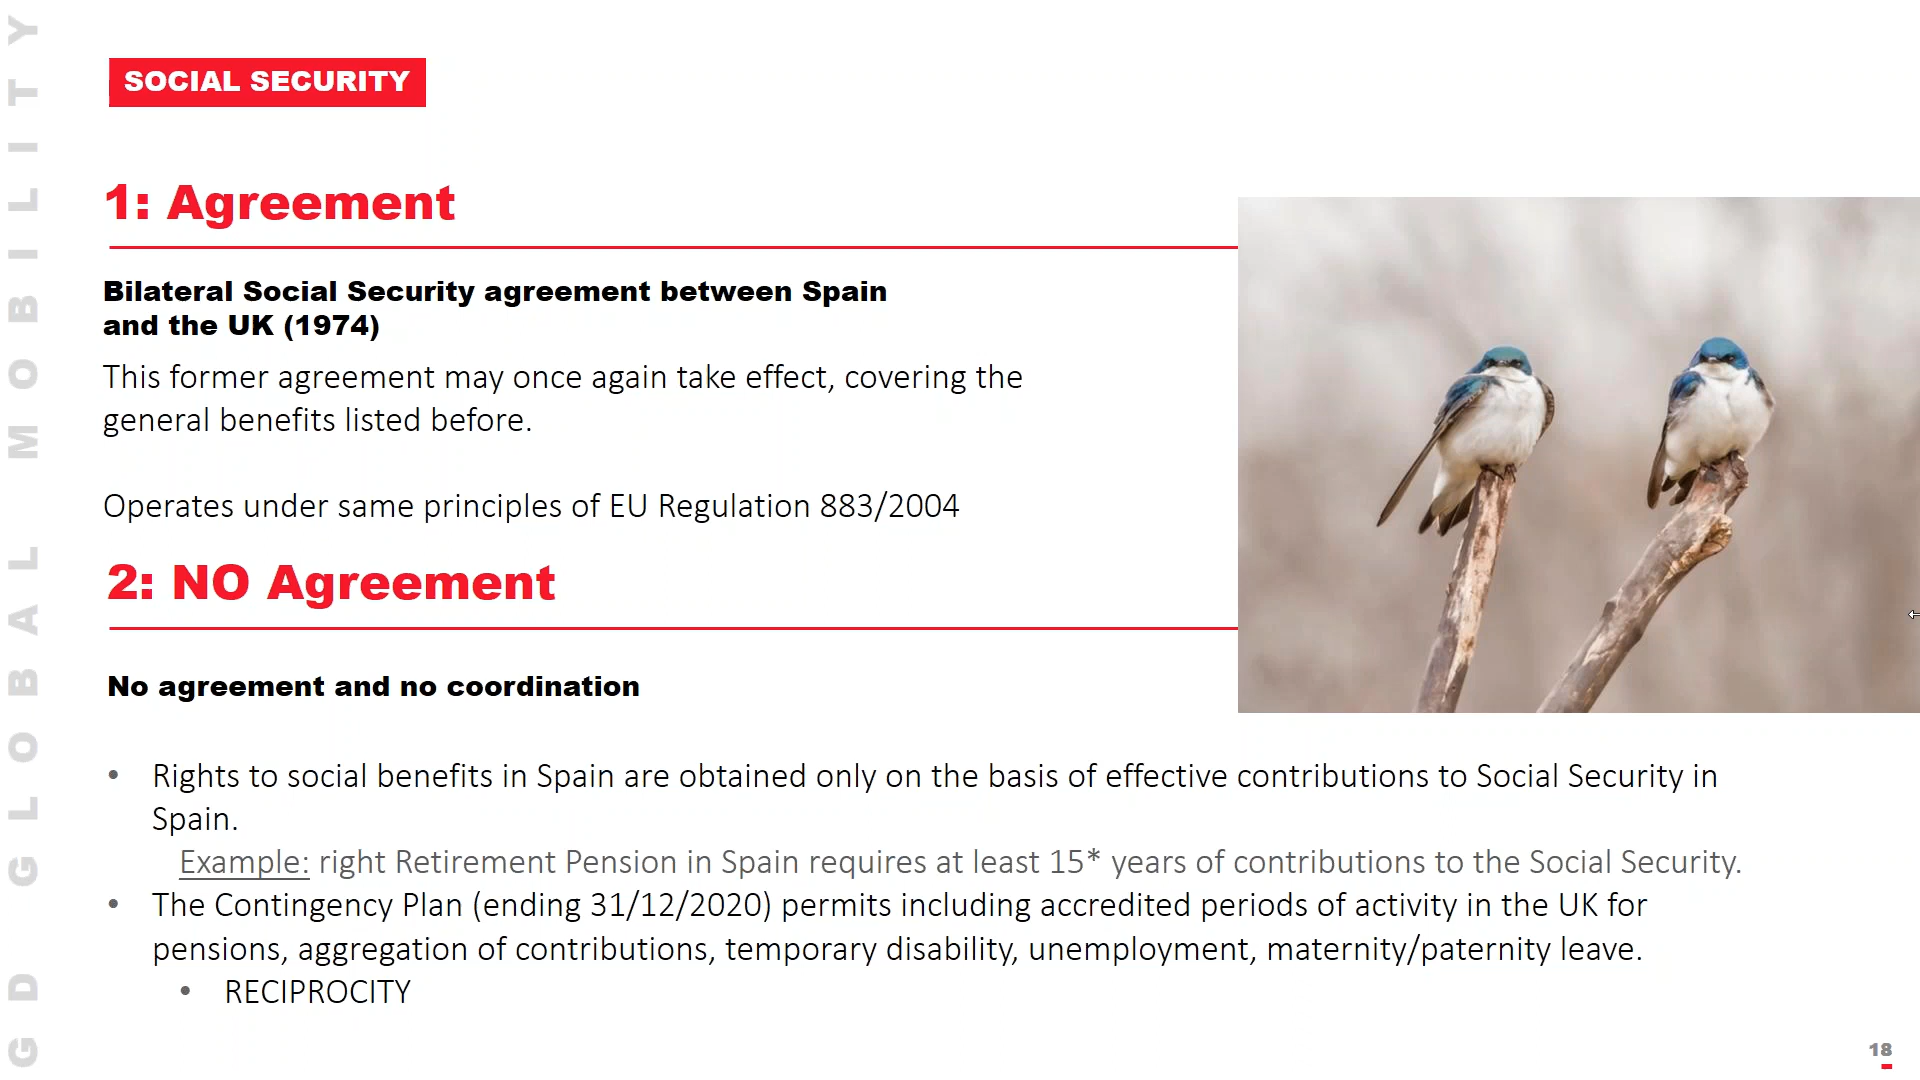 GD GLOBAL MOBILITY
SOCIAL SECURITY
1: Agreement
Bilateral Social Security agreement between Spain
and the UK (1974)
This former agreement may once again take effect, covering the
general benefits listed before.
Operates under same principles of EU Regulation 883/2004
2: NO Agreement
No agreement and no coordination
• Rights to social benefits in Spain are obtained only on the basis of effective contributions to Social Security in
Spain.
Example: right Retirement Pension in Spain requires at least 15* years of contributions to the Social Security.
• The Contingency Plan (ending 31/12/2020) permits including accredited periods of activity in the UK for
pensions, aggregation of contributions, temporary disability, unemployment, maternity/paternity leave.
• RECIPROCITY
18